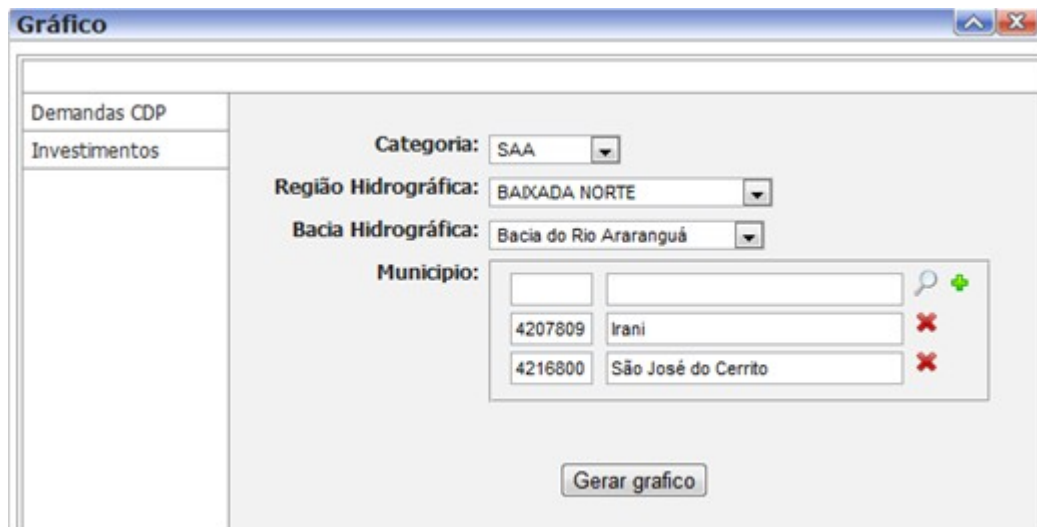 Gráfico
Demandas CDP
Investimentos
Categoria: SAA
Região Hidrográfica: BAIXADA NORTE
Bacia Hidrográfica: Bacia do Rio Araranguá
Municipio:
4207809 Irani
4216800 São José do Cerrito
Gerar grafico